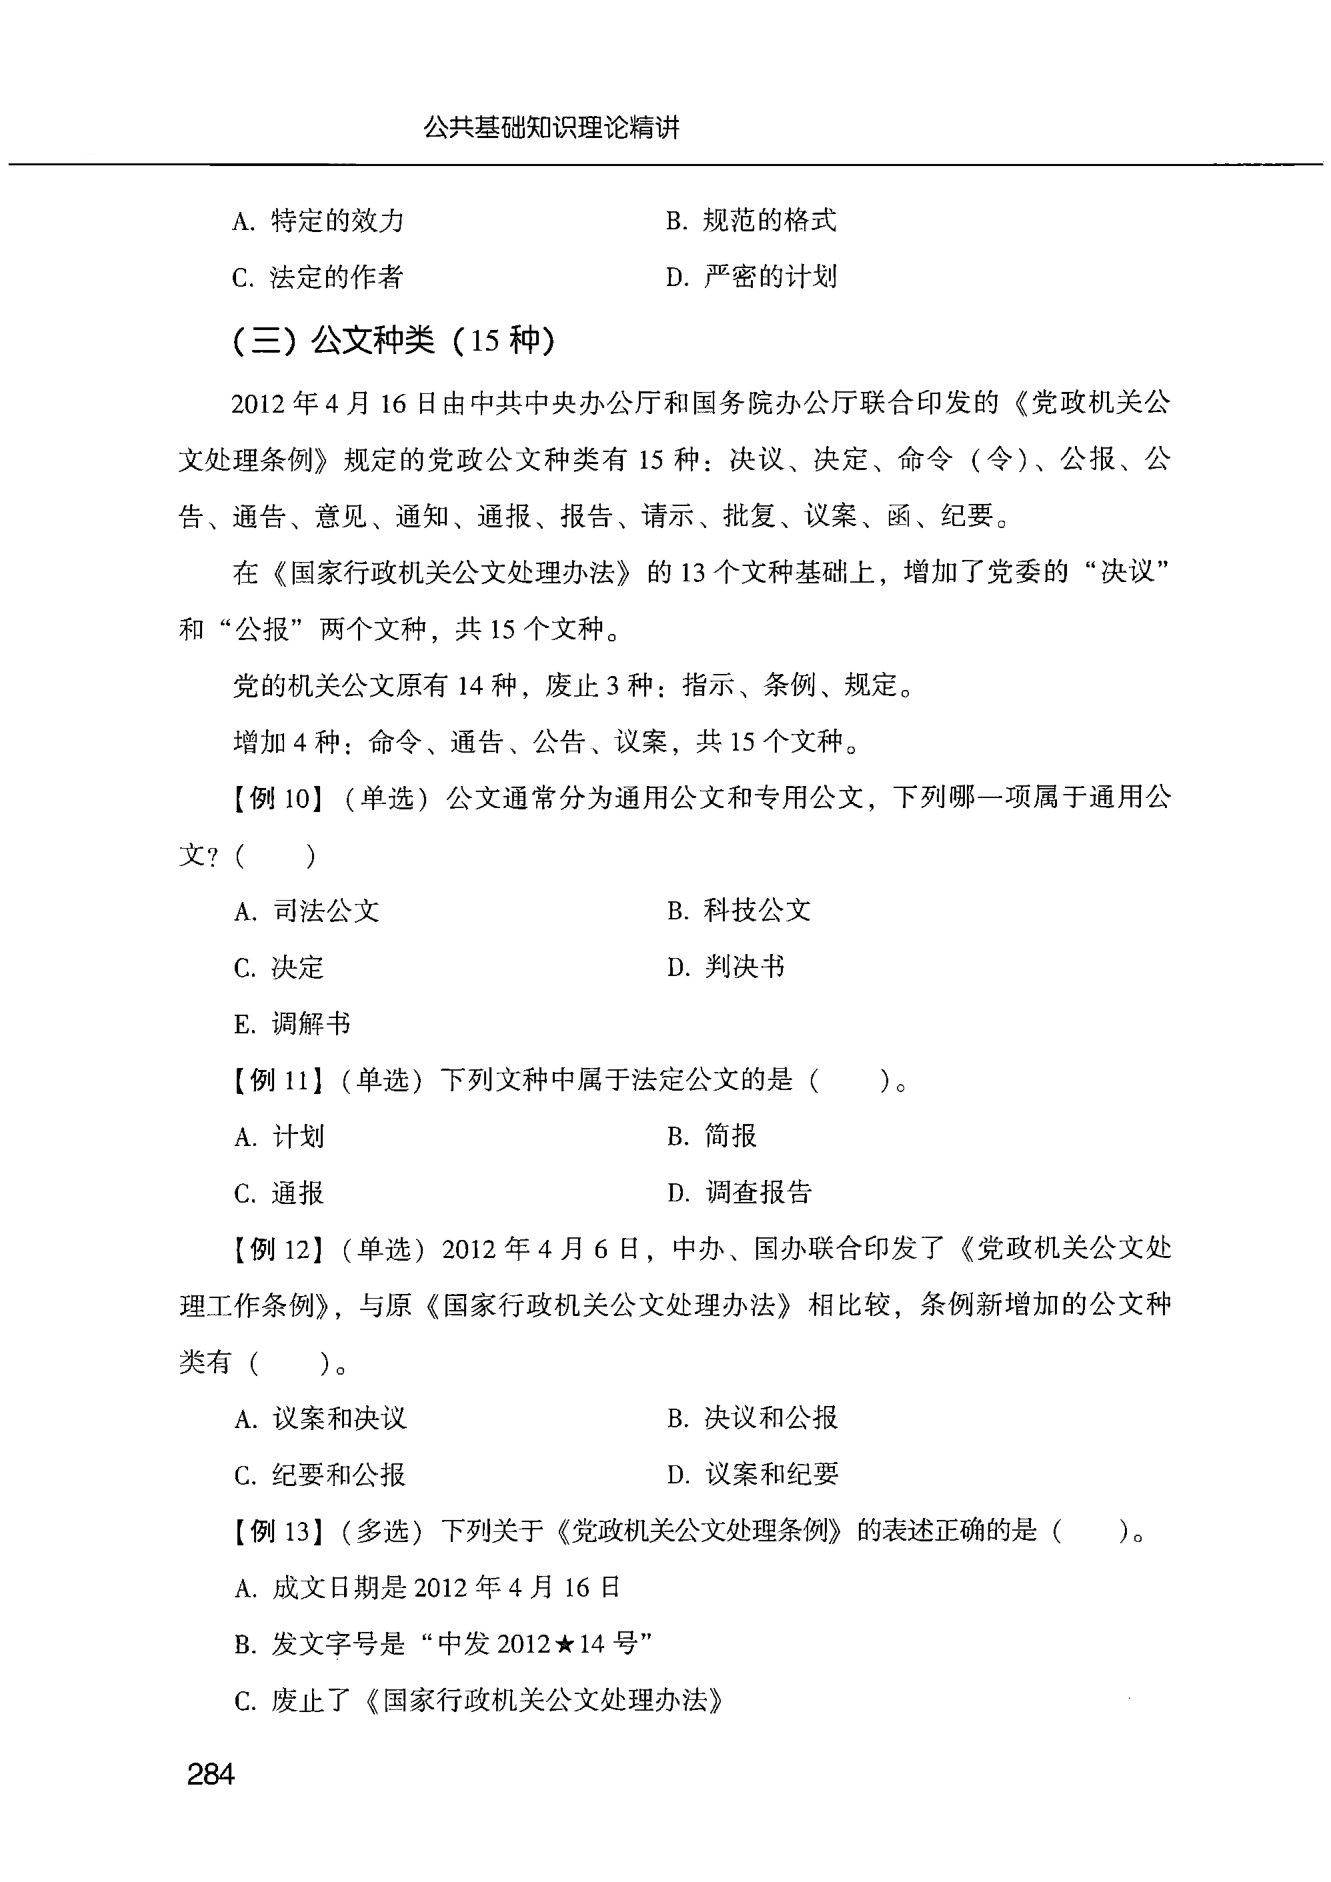 公共基础知识理论精讲
A. 特定的效力 B. 规范的格式
C. 法定的作者 D. 严密的计划
（三）公文种类（15 种）
2012 年 4 月 16 日由中共中央办公厅和国务院办公厅联合印发的《党政机关公
文处理条例》规定的党政公文种类有 15 种：决议、决定、命令（令）、公报、公
告、通告、意见、通知、通报、报告、请示、批复、议案、函、纪要。
在《国家行政机关公文处理办法》的 13 个文种基础上，增加了党委的“决议”
和“公报”两个文种，共 15 个文种。
党的机关公文原有 14 种，废止 3 种：指示、条例、规定。
增加 4 种：命令、通告、公告、议案，共 15 个文种。
【例 10】（单选）公文通常分为通用公文和专用公文，下列哪一项属于通用公
文？（　　）
A. 司法公文 B. 科技公文
C. 决定 D. 判决书
E. 调解书
【例 11】（单选）下列文种中属于法定公文的是（　　）。
A. 计划 B. 简报
C. 通报 D. 调查报告
【例 12】（单选）2012 年 4 月 6 日，中办、国办联合印发了《党政机关公文处
理工作条例》，与原《国家行政机关公文处理办法》相比较，条例新增加的公文种
类有（　　）。
A. 议案和决议 B. 决议和公报
C. 纪要和公报 D. 议案和纪要
【例 13】（多选）下列关于《党政机关公文处理条例》的表述正确的是（　　）。
A. 成文日期是 2012 年 4 月 16 日
B. 发文字号是“中发 2012★14 号”
C. 废止了《国家行政机关公文处理办法》
284